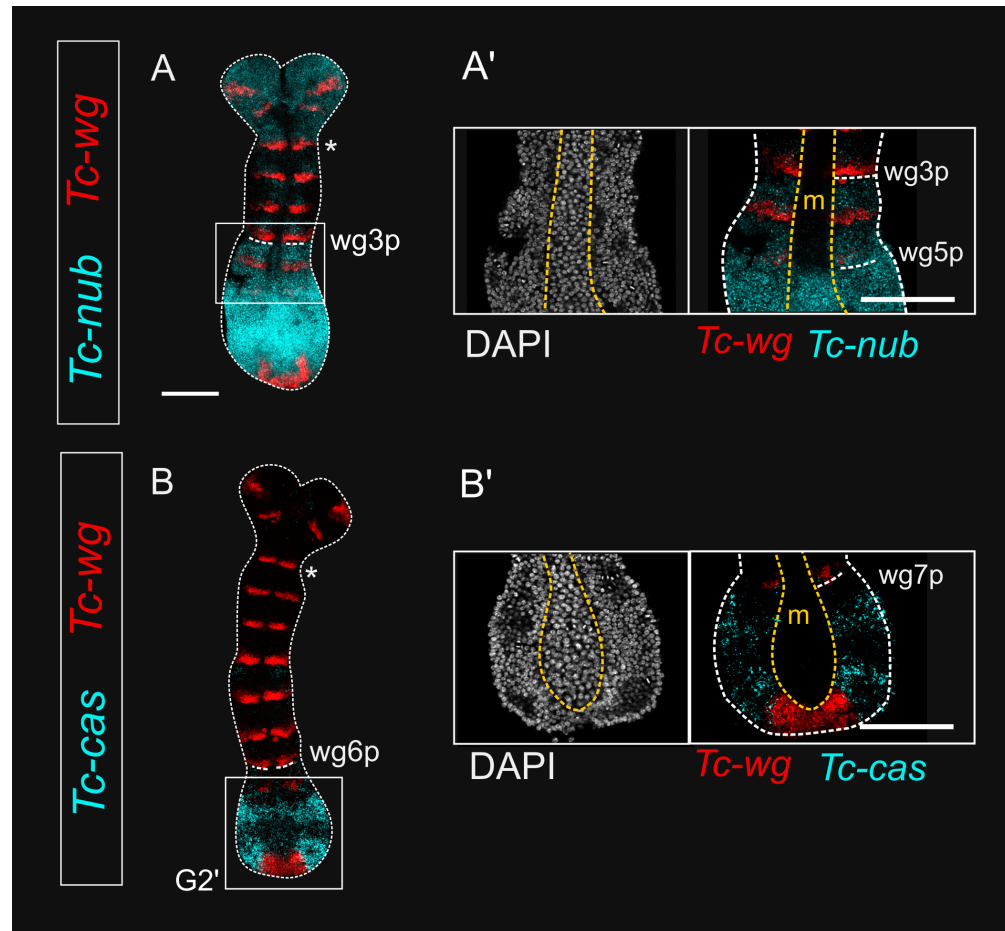 Tc-nub Tc-wg
A
*
wg3p
A'
m
wg3p
wg5p
DAPI
Tc-wg Tc-nub
Tc-cas Tc-wg
B
*
wg6p
G2'
B'
m
wg7p
DAPI
Tc-wg Tc-cas